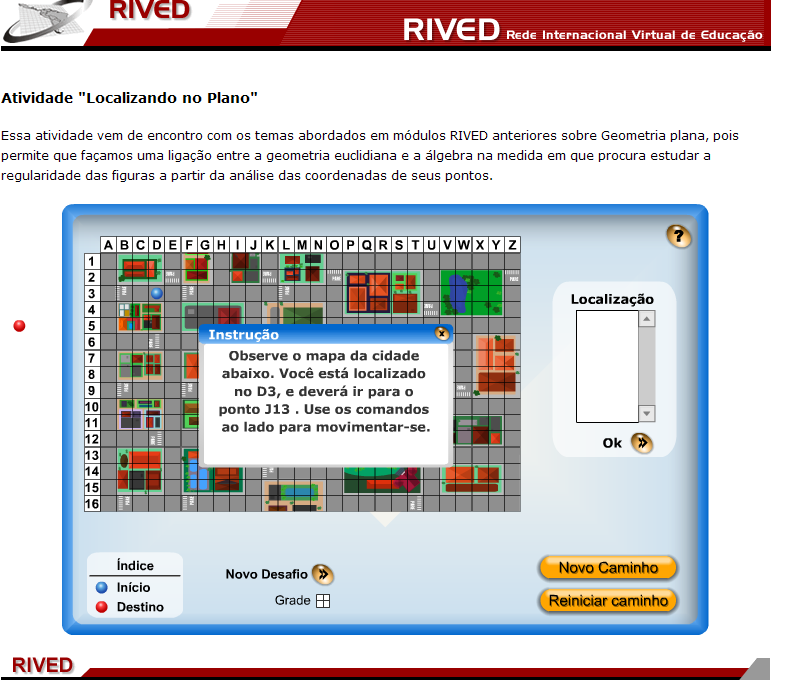 RIVED
RIVED Rede Internacional Virtual de Educação
Atividade "Localizando no Plano"
Essa atividade vem de encontro com os temas abordados em módulos RIVED anteriores sobre Geometria plana, pois
permite que façamos uma ligação entre a geometria euclidiana e a álgebra na medida em que procura estudar a
regularidade das figuras a partir da análise das coordenadas de seus pontos.
?
A B C D E F G H I J K L M N O P Q R S T U V W X Y Z
1
2
3
4
5
6
7
8
9
10
11
12
13
14
15
16
Instrução
Observe o mapa da cidade
abaixo. Você está localizado
no D3, e deverá ir para o
ponto J13 . Use os comandos
ao lado para movimentar-se.
Localização
Ok
Índice
Início
Destino
Novo Desafio
Grade
Novo Caminho
Reiniciar caminho
RIVED